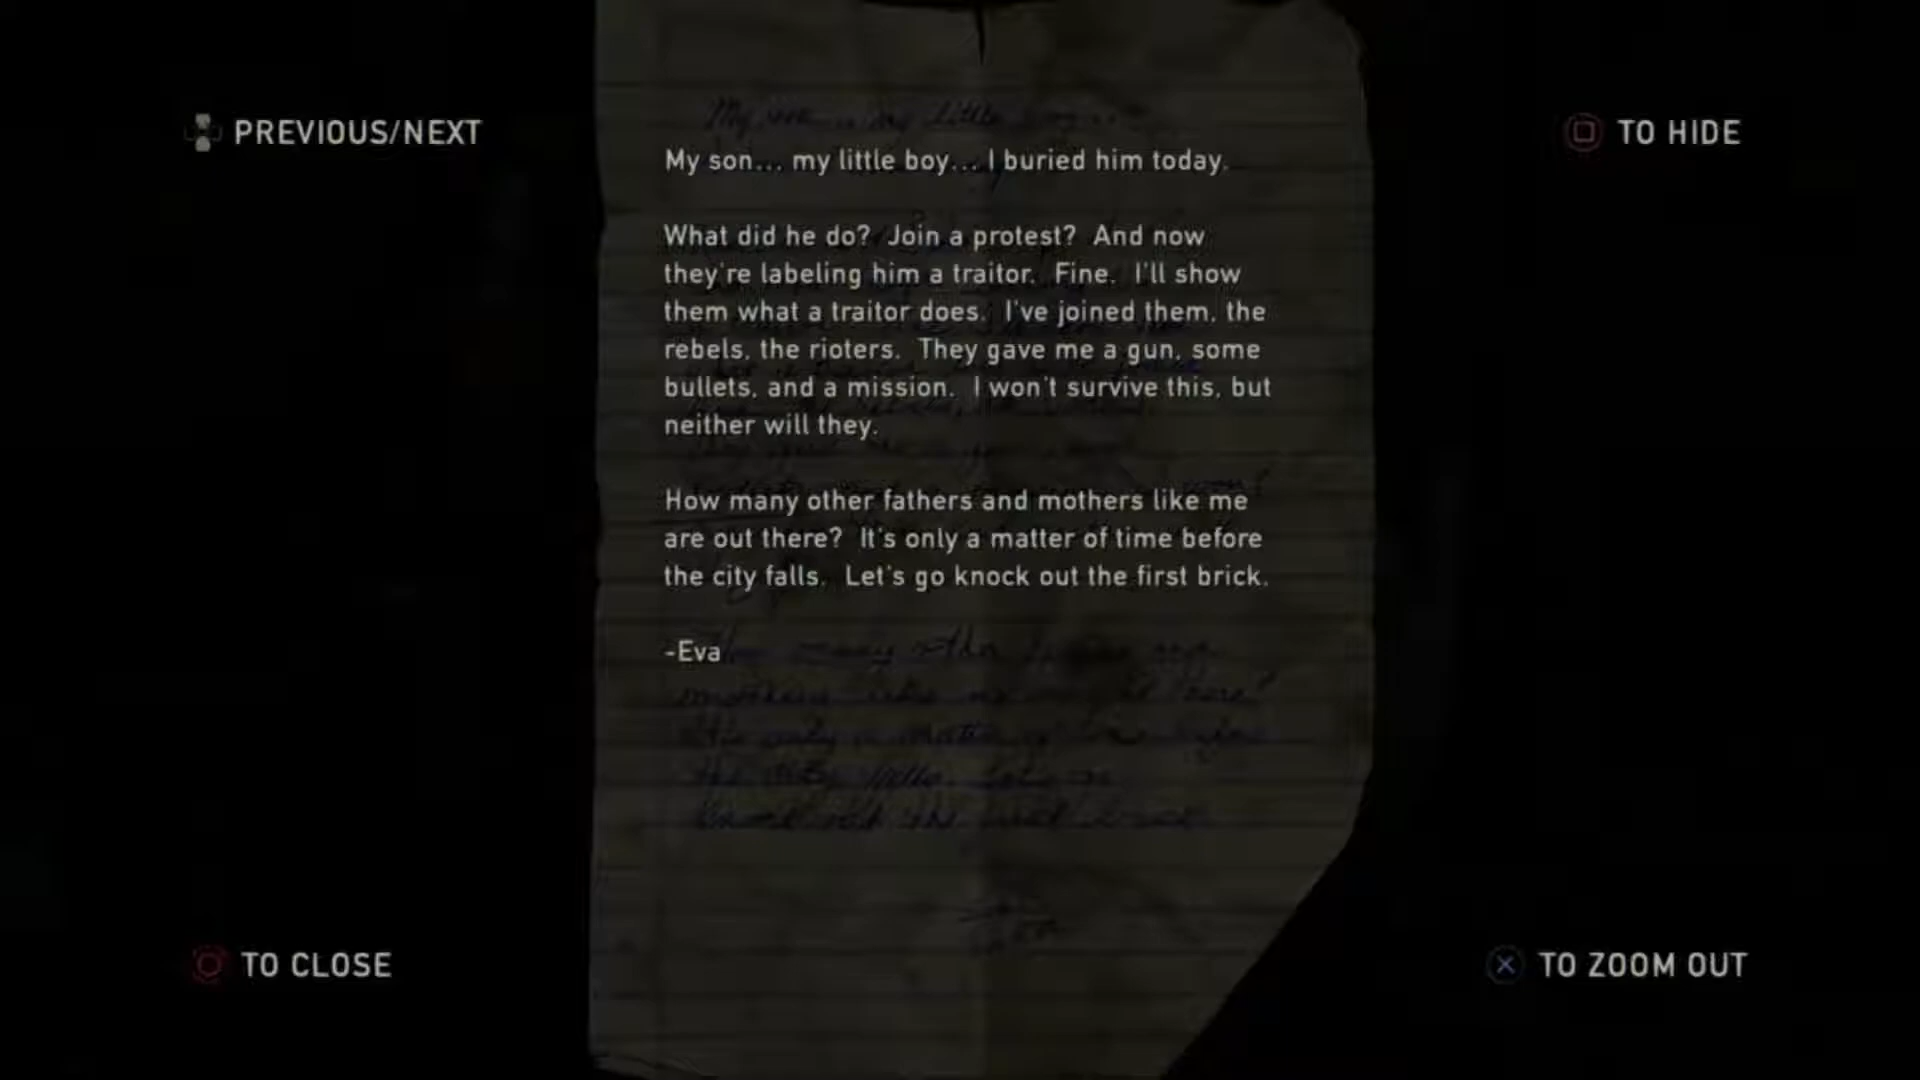 PREVIOUS/NEXT
TO HIDE
My son... my little boy... I buried him today.
What did he do?  Join a protest?  And now
they're labeling him a traitor.  Fine.  I'll show
them what a traitor does.  I've joined them, the
rebels, the rioters.  They gave me a gun, some
bullets, and a mission.  I won't survive this, but
neither will they.
How many other fathers and mothers like me
are out there?  It's only a matter of time before
the city falls.  Let's go knock out the first brick.
-Eva
TO CLOSE
TO ZOOM OUT